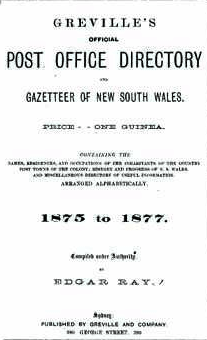 GREVILLE'S
OFFICIAL
POST OFFICE DIRECTORY
AND
GAZETTEER OF NEW SOUTH WALES.
PRICE - - ONE GUINEA.
CONTAINING THE
NAMES, RESIDENCES, AND OCCUPATIONS OF THE INHABITANTS OF THE COUNTRY
POST TOWNS OF THE COLONY; HISTORY AND PROGRESS OF N. S. WALES,
AND MISCELLANEOUS DIRECTORY OF USEFUL INFORMATION.
ARRANGED ALPHABETICALLY.
1875 to 1877.
Compiled under Authority
BY
EDGAR RAY.
Sydney:
PUBLISHED BY GREVILLE AND COMPANY
GEORGE STREET.